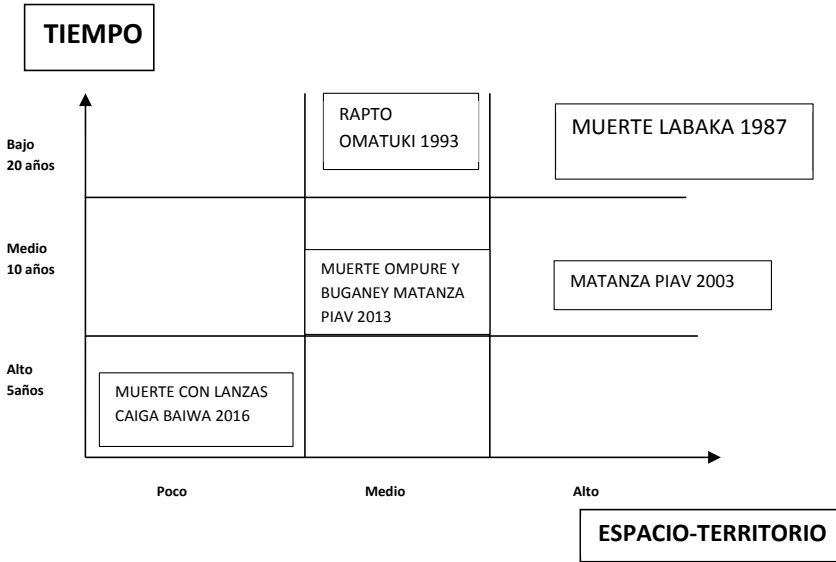 TIEMPO
RAPTO
OMATUKI 1993
MUERTE LABAKA 1987
Bajo
20 años
Medio
10 años
MUERTE OMPURE Y
BUGANEY MATANZA
PIAV 2013
MATANZA PIAV 2003
Alto
5años
MUERTE CON LANZAS
CAIGA BAIWA 2016
Poco
Medio
Alto
ESPACIO-TERRITORIO